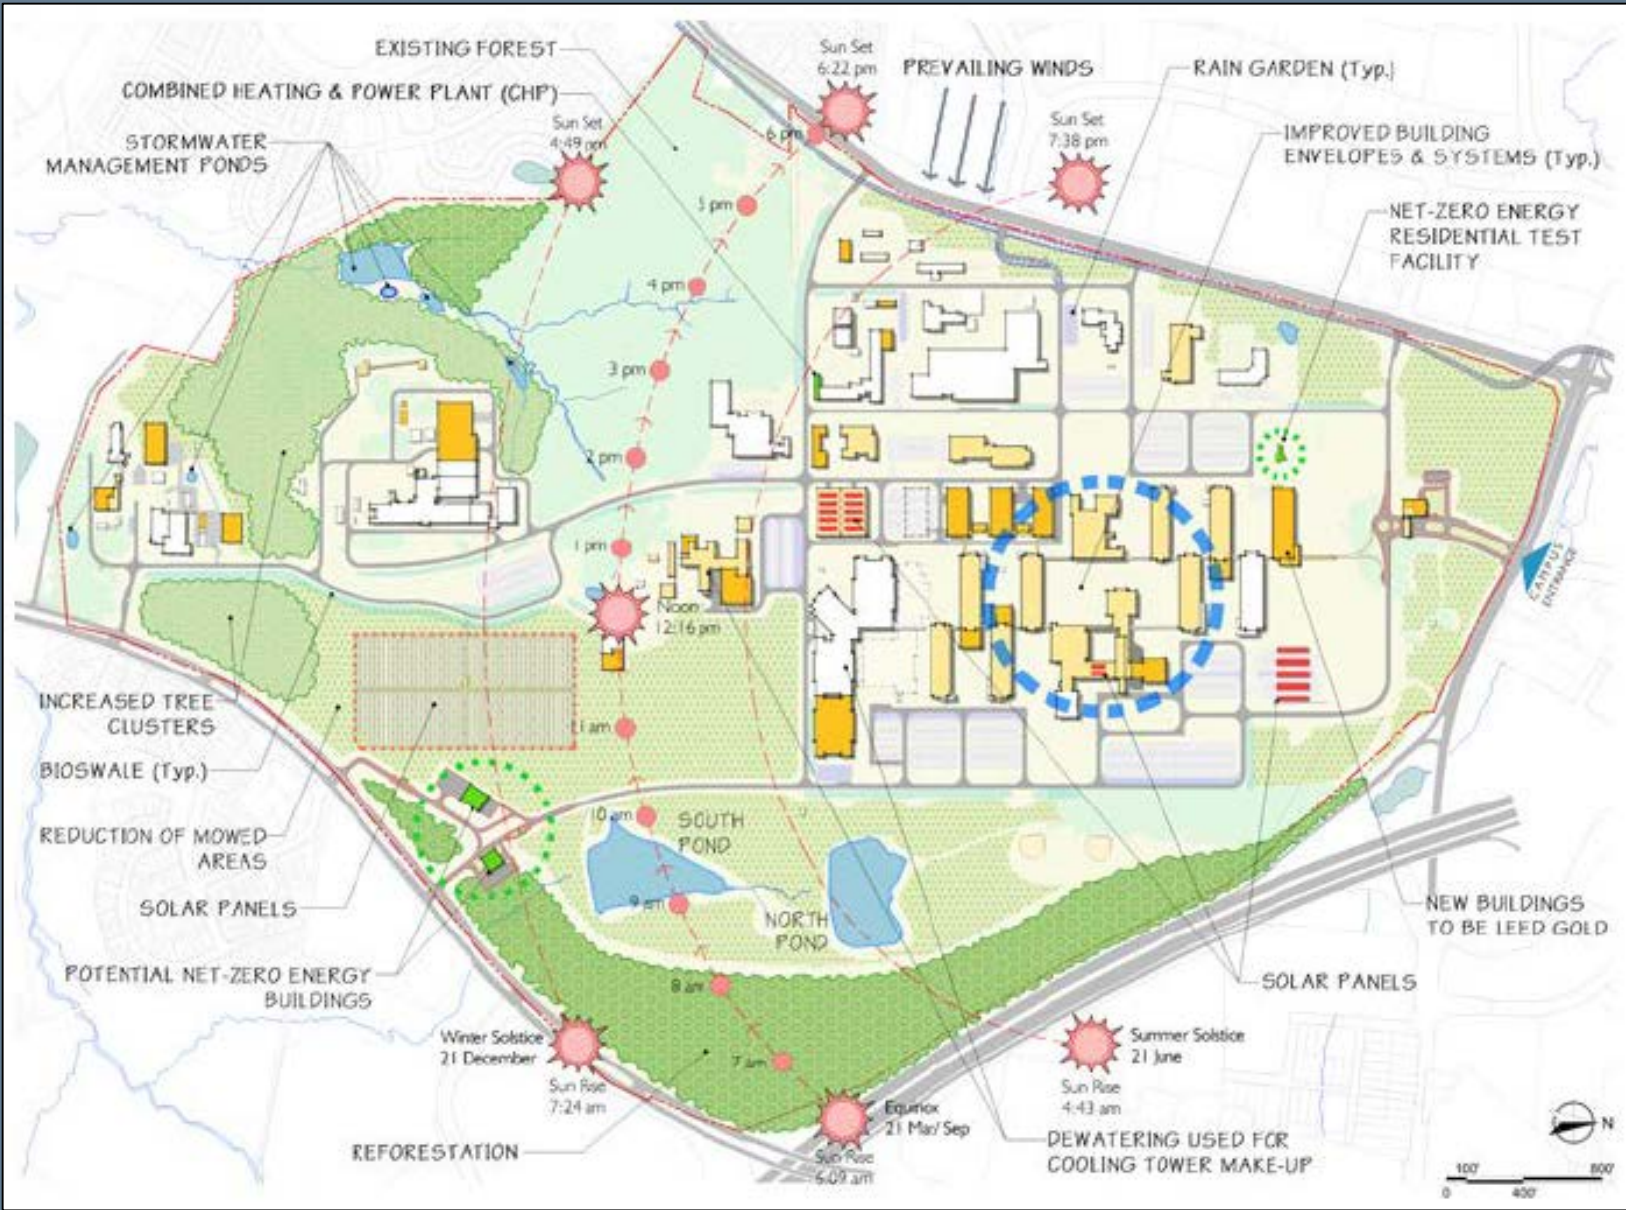 EXISTING FOREST
COMBINED HEATING & POWER PLANT (CHP)
STORMWATER
MANAGEMENT PONDS
Sun Set
4:49 pm
Sun Set
6:22 pm
PREVAILING WINDS
Sun Set
7:38 pm
RAIN GARDEN (Typ.)
IMPROVED BUILDING
ENVELOPES & SYSTEMS (Typ.)
NET-ZERO ENERGY
RESIDENTIAL TEST
FACILITY
6 pm
5 pm
4 pm
3 pm
2 pm
1 pm
Noon
12:16 pm
11 am
10 am
9 am
8 am
7 am
CAMPUS
ENTRANCE
INCREASED TREE
CLUSTERS
BIOSWALE (Typ.)
REDUCTION OF MOWED
AREAS
SOLAR PANELS
POTENTIAL NET-ZERO ENERGY
BUILDINGS
SOUTH
POND
NORTH
POND
NEW BUILDINGS
TO BE LEED GOLD
SOLAR PANELS
Winter Solstice
21 December
Sun Rise
7:24 am
Equinox
21 Mar/ Sep
Sun Rise
6:09 am
Summer Solstice
21 June
Sun Rise
4:43 am
REFORESTATION
DEWATERING USED FOR
COOLING TOWER MAKE-UP
N
100' 800'
0 400'